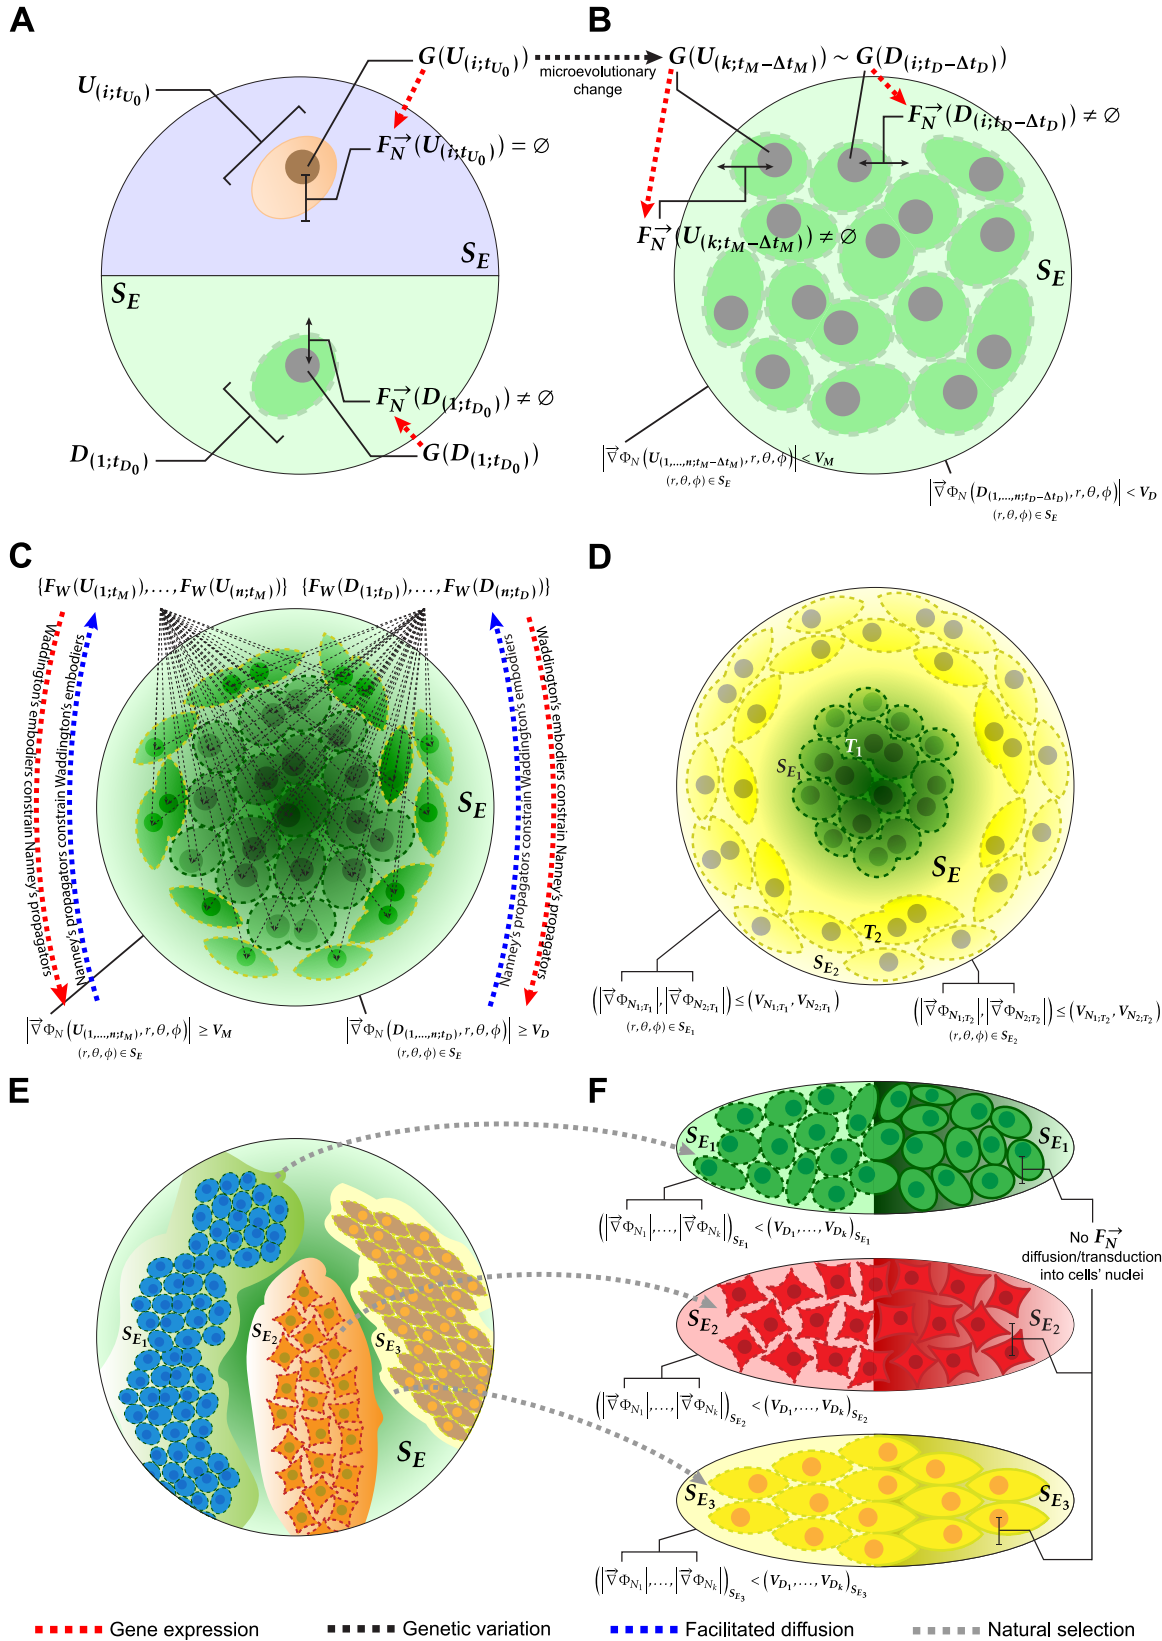 A
G(U(i;tU0))
U(i;tU0)
FN→(U(i;tU0)) = ∅
SE
SE
FN→(D(1;tD0)) ≠ ∅
D(1;tD0)
G(D(1;tD0))
microevolutionary
change
B
G(U(k;tM−ΔtM)) ~ G(D(i;tD−ΔtD))
FN→(D(i;tD−ΔtD)) ≠ ∅
FN→(U(k;tM−ΔtM)) ≠ ∅
SE
|∇ΦN(U(1,...,n;tM−ΔtM), r, θ, ϕ)| < VM
(r, θ, ϕ) ∈ SE
|∇ΦN(D(1,...,n;tD−ΔtD), r, θ, ϕ)| < VD
(r, θ, ϕ) ∈ SE
C
{FW(U(1;tM)), ..., FW(U(n;tM))} {FW(D(1;tD)), ..., FW(D(n;tD))}
Waddington's embodiers constrain Nanney's propagators
Nanney's propagators constrain Waddington's embodiers
Nanney's propagators constrain Waddington's embodiers
Waddington's embodiers constrain Nanney's propagators
SE
|∇ΦN(U(1,...,n;tM), r, θ, ϕ)| ≥ VM
(r, θ, ϕ) ∈ SE
|∇ΦN(D(1,...,n;tD), r, θ, ϕ)| ≥ VD
(r, θ, ϕ) ∈ SE
D
T1
SE1
SE
T2
SE2
(|∇ΦN1;T1|, |∇ΦN2;T1|) ≤ (VN1;T1, VN2;T1)
(r, θ, ϕ) ∈ SE1
(|∇ΦN1;T2|, |∇ΦN2;T2|) ≤ (VN1;T2, VN2;T2)
(r, θ, ϕ) ∈ SE2
E
SE1
SE2
SE3
SE
F
SE1
SE1
(|∇ΦN1|, ..., |∇ΦNk|)SE1 < (VD1, ..., VDk)SE1
No FN→
diffusion/transduction
into cells' nuclei
SE2
SE2
(|∇ΦN1|, ..., |∇ΦNk|)SE2 < (VD1, ..., VDk)SE2
SE3
SE3
(|∇ΦN1|, ..., |∇ΦNk|)SE3 < (VD1, ..., VDk)SE3
Gene expression
Genetic variation
Facilitated diffusion
Natural selection